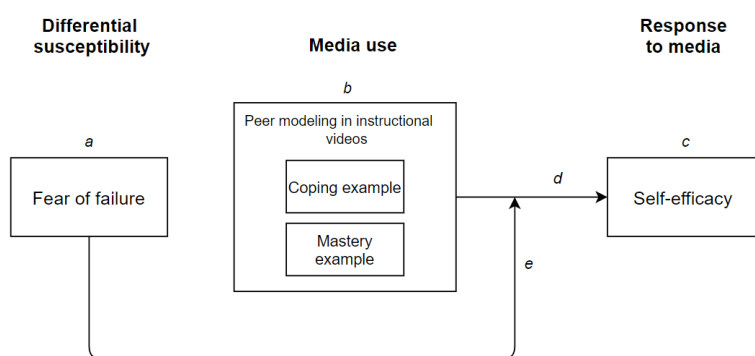 Differential
susceptibility
Media use
Response
to media
a
b
c
Peer modeling in instructional
videos
Fear of failure
Coping example
Mastery
example
d
Self-efficacy
e